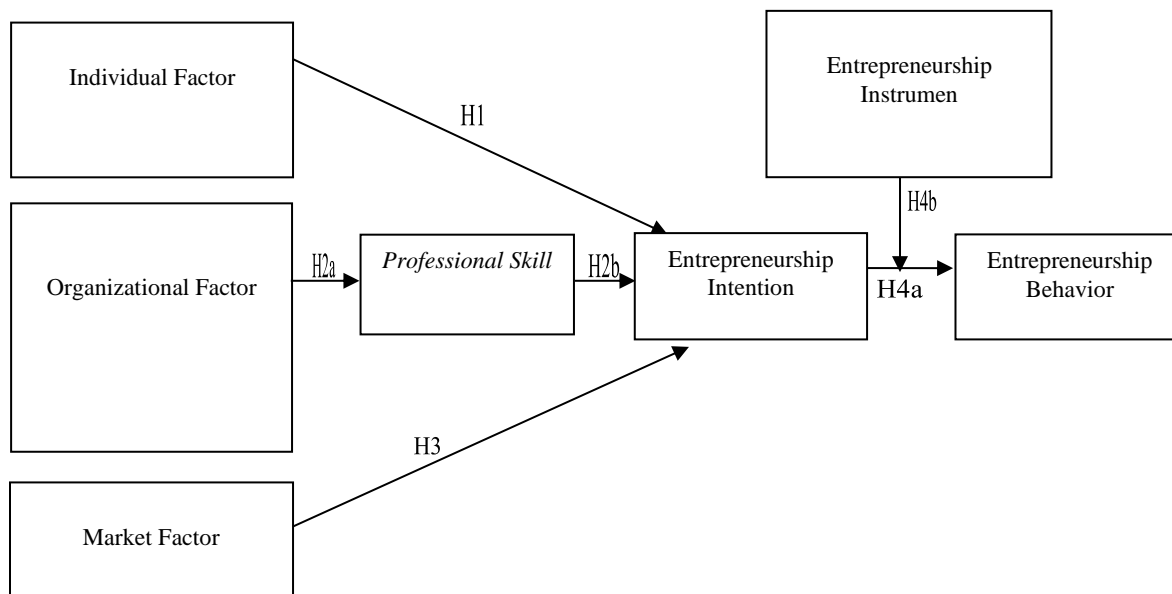 Individual Factor
Entrepreneurship
Instrumen
H1
H4b
Organizational Factor
H2a
Professional Skill
H2b
Entrepreneurship
Intention
H4a
Entrepreneurship
Behavior
H3
Market Factor